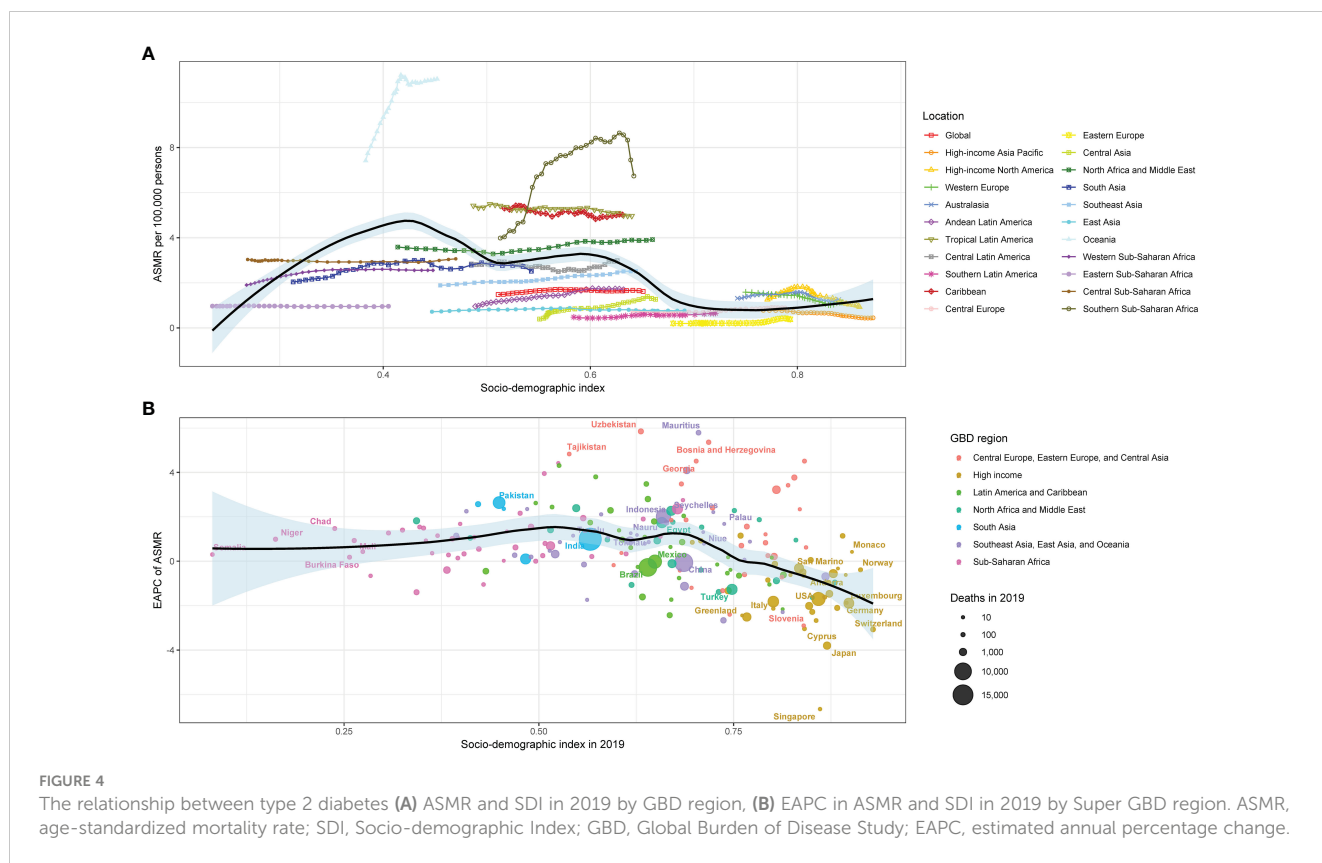 A
ASMR per 100,000 persons
8
4
0
0.4
0.6
0.8
Socio-demographic index
Location
Global
High-income Asia Pacific
High-income North America
Western Europe
Australasia
Andean Latin America
Tropical Latin America
Central Latin America
Southern Latin America
Caribbean
Central Europe
Eastern Europe
Central Asia
North Africa and Middle East
South Asia
Southeast Asia
East Asia
Oceania
Western Sub-Saharan Africa
Eastern Sub-Saharan Africa
Central Sub-Saharan Africa
Southern Sub-Saharan Africa
B
EAPC of ASMR
4
0
-4
0.25
0.50
0.75
Socio-demographic index in 2019
Uzbekistan
Mauritius
Tajikistan
Bosnia and Herzegovina
Georgia
Pakistan
Seychelles
Indonesia
Chad
Palau
Nauru
Egypt
Niger
Niue
Monaco
Somalia
Mali
India
Tokelau
Mexico
San Marino
Norway
Burkina Faso
Brazil
China
Andorra
Turkey
USA
Luxembourg
Greenland
Italy
Germany
Slovenia
Switzerland
Cyprus
Japan
Singapore
GBD region
Central Europe, Eastern Europe, and Central Asia
High income
Latin America and Caribbean
North Africa and Middle East
South Asia
Southeast Asia, East Asia, and Oceania
Sub-Saharan Africa
Deaths in 2019
10
100
1,000
10,000
15,000
FIGURE 4
The relationship between type 2 diabetes (A) ASMR and SDI in 2019 by GBD region, (B) EAPC in ASMR and SDI in 2019 by Super GBD region. ASMR,
age-standardized mortality rate; SDI, Socio-demographic Index; GBD, Global Burden of Disease Study; EAPC, estimated annual percentage change.